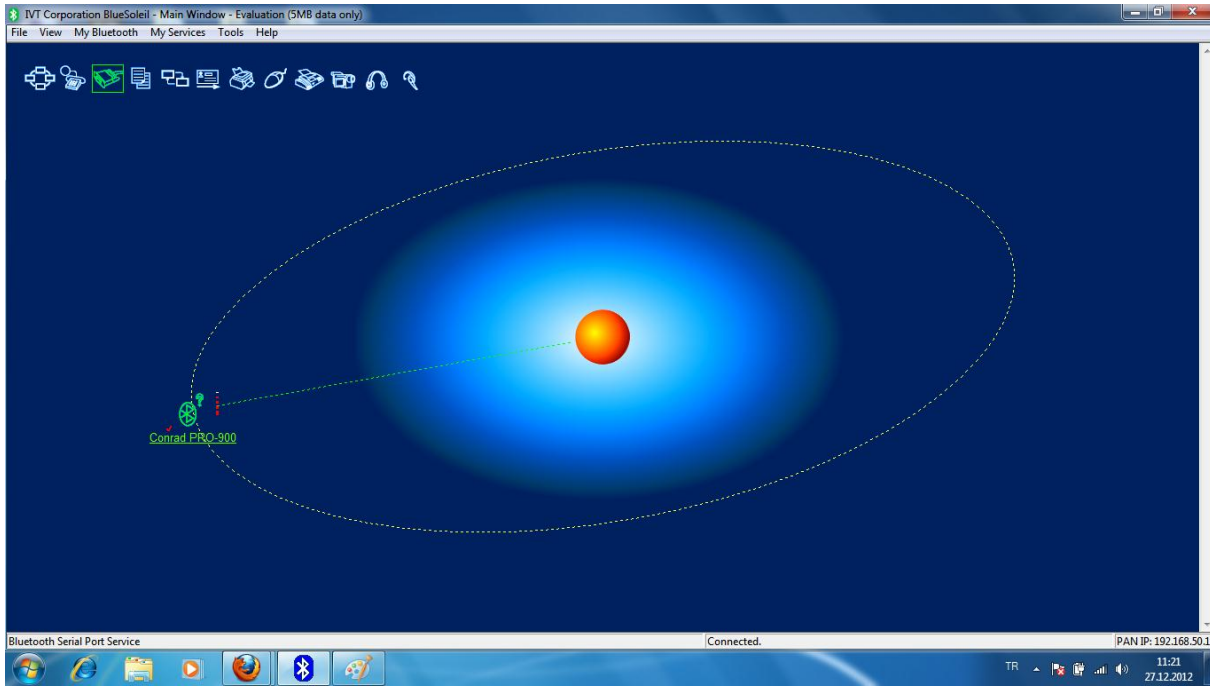 IVT Corporation BlueSoleil - Main Window - Evaluation (5MB data only)
File View My Bluetooth My Services Tools Help
Conrad PRO-900
Bluetooth Serial Port Service Connected. PAN IP: 192.168.50.1
TR 11:21
27.12.2012